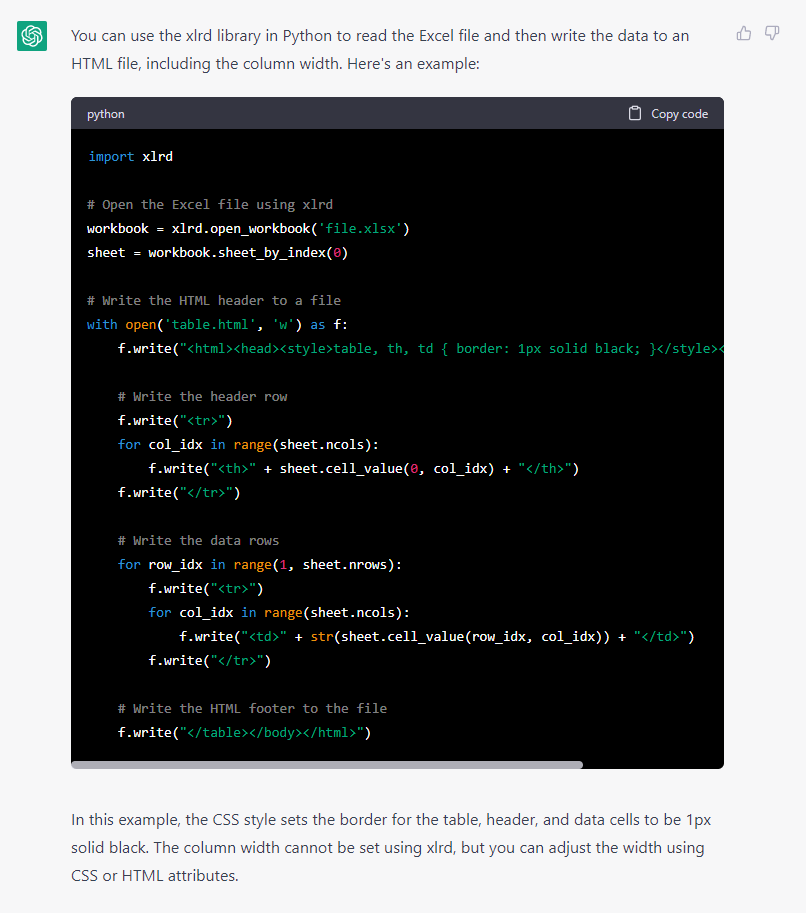 You can use the xlrd library in Python to read the Excel file and then write the data to an
HTML file, including the column width. Here's an example:
python
Copy code
import xlrd
# Open the Excel file using xlrd
workbook = xlrd.open_workbook('file.xlsx')
sheet = workbook.sheet_by_index(0)
# Write the HTML header to a file
with open('table.html', 'w') as f:
    f.write("<html><head><style>table, th, td { border: 1px solid black; }</style><
    # Write the header row
    f.write("<tr>")
    for col_idx in range(sheet.ncols):
        f.write("<th>" + sheet.cell_value(0, col_idx) + "</th>")
    f.write("</tr>")
    # Write the data rows
    for row_idx in range(1, sheet.nrows):
        f.write("<tr>")
        for col_idx in range(sheet.ncols):
            f.write("<td>" + str(sheet.cell_value(row_idx, col_idx)) + "</td>")
        f.write("</tr>")
    # Write the HTML footer to the file
    f.write("</table></body></html>")
In this example, the CSS style sets the border for the table, header, and data cells to be 1px
solid black. The column width cannot be set using xlrd, but you can adjust the width using
CSS or HTML attributes.